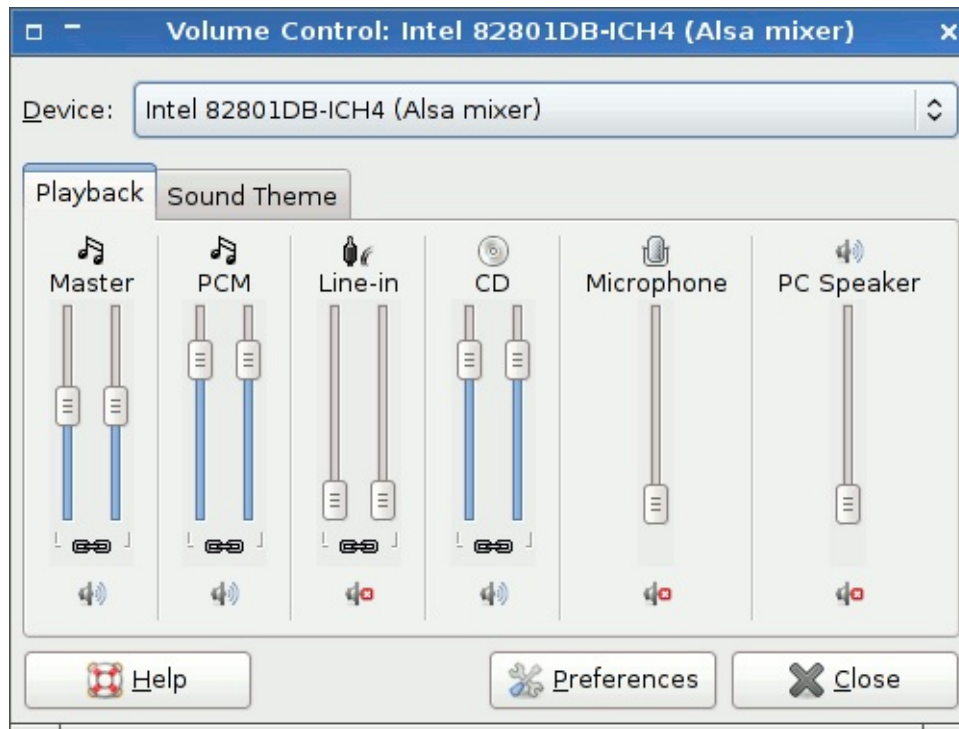 Volume Control: Intel 82801DB-ICH4 (Alsa mixer)
Device: Intel 82801DB-ICH4 (Alsa mixer)
Playback Sound Theme
Master PCM Line-in CD Microphone PC Speaker
Help Preferences Close